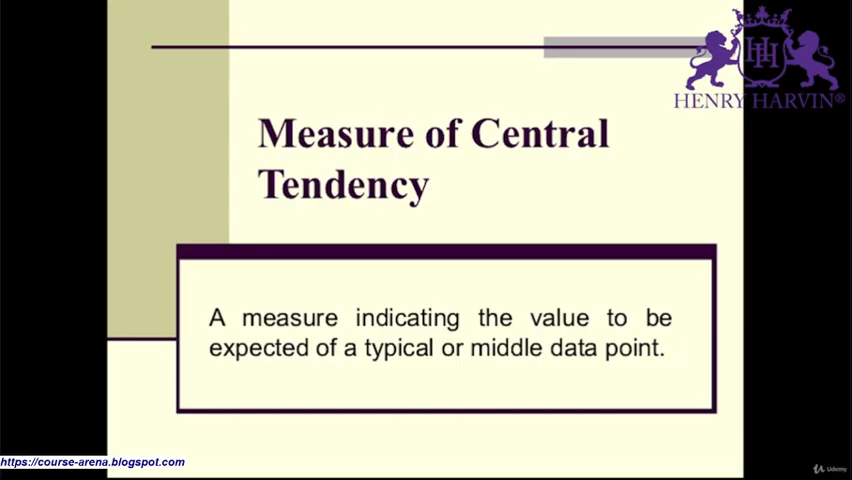 HENRY HARVIN®
Measure of Central
Tendency
A measure indicating the value to be
expected of a typical or middle data point.
https://course-arena.blogspot.com
Udemy